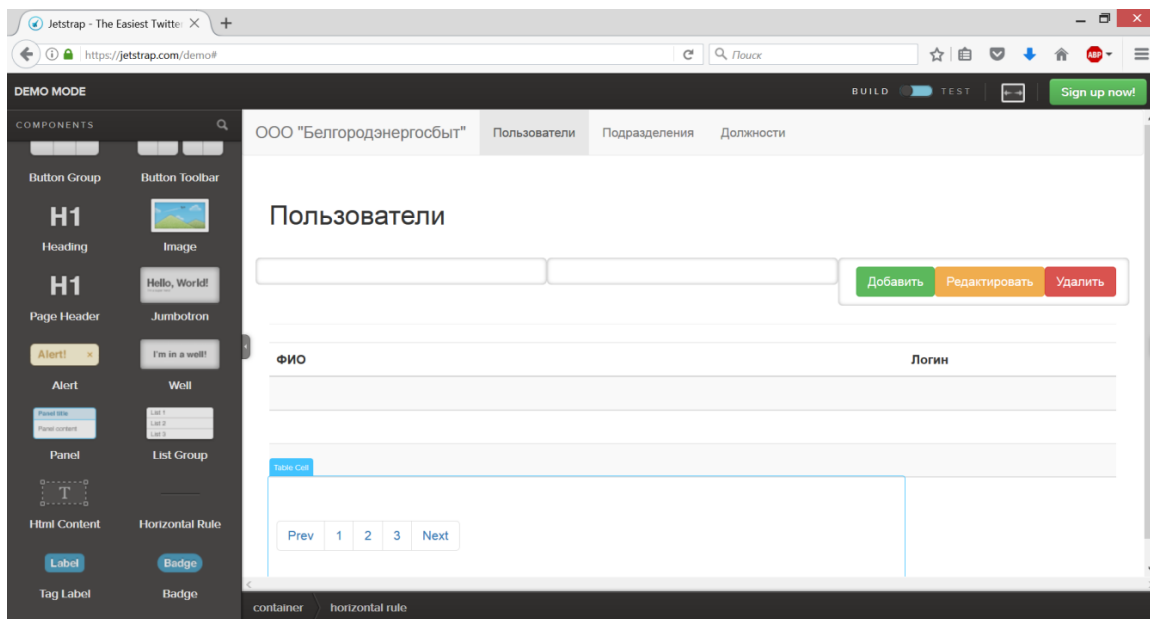 Jetstrap - The Easiest Twitte
https://jetstrap.com/demo#
Поиск
ABP
DEMO MODE
BUILD TEST
Sign up now!
COMPONENTS
ООО "Белгородэнергосбыт" Пользователи Подразделения Должности
Button Group Button Toolbar
H1
Heading Image
H1 Hello, World!
Page Header Jumbotron
Alert! × I'm in a well!
Alert Well
Panel title
Panel content
List 1
List 2
List 3
Panel List Group
T
Html Content Horizontal Rule
Label Badge
Tag Label Badge
Пользователи
Добавить Редактировать Удалить
ФИО Логин
Table Cell
Prev 1 2 3 Next
container horizontal rule